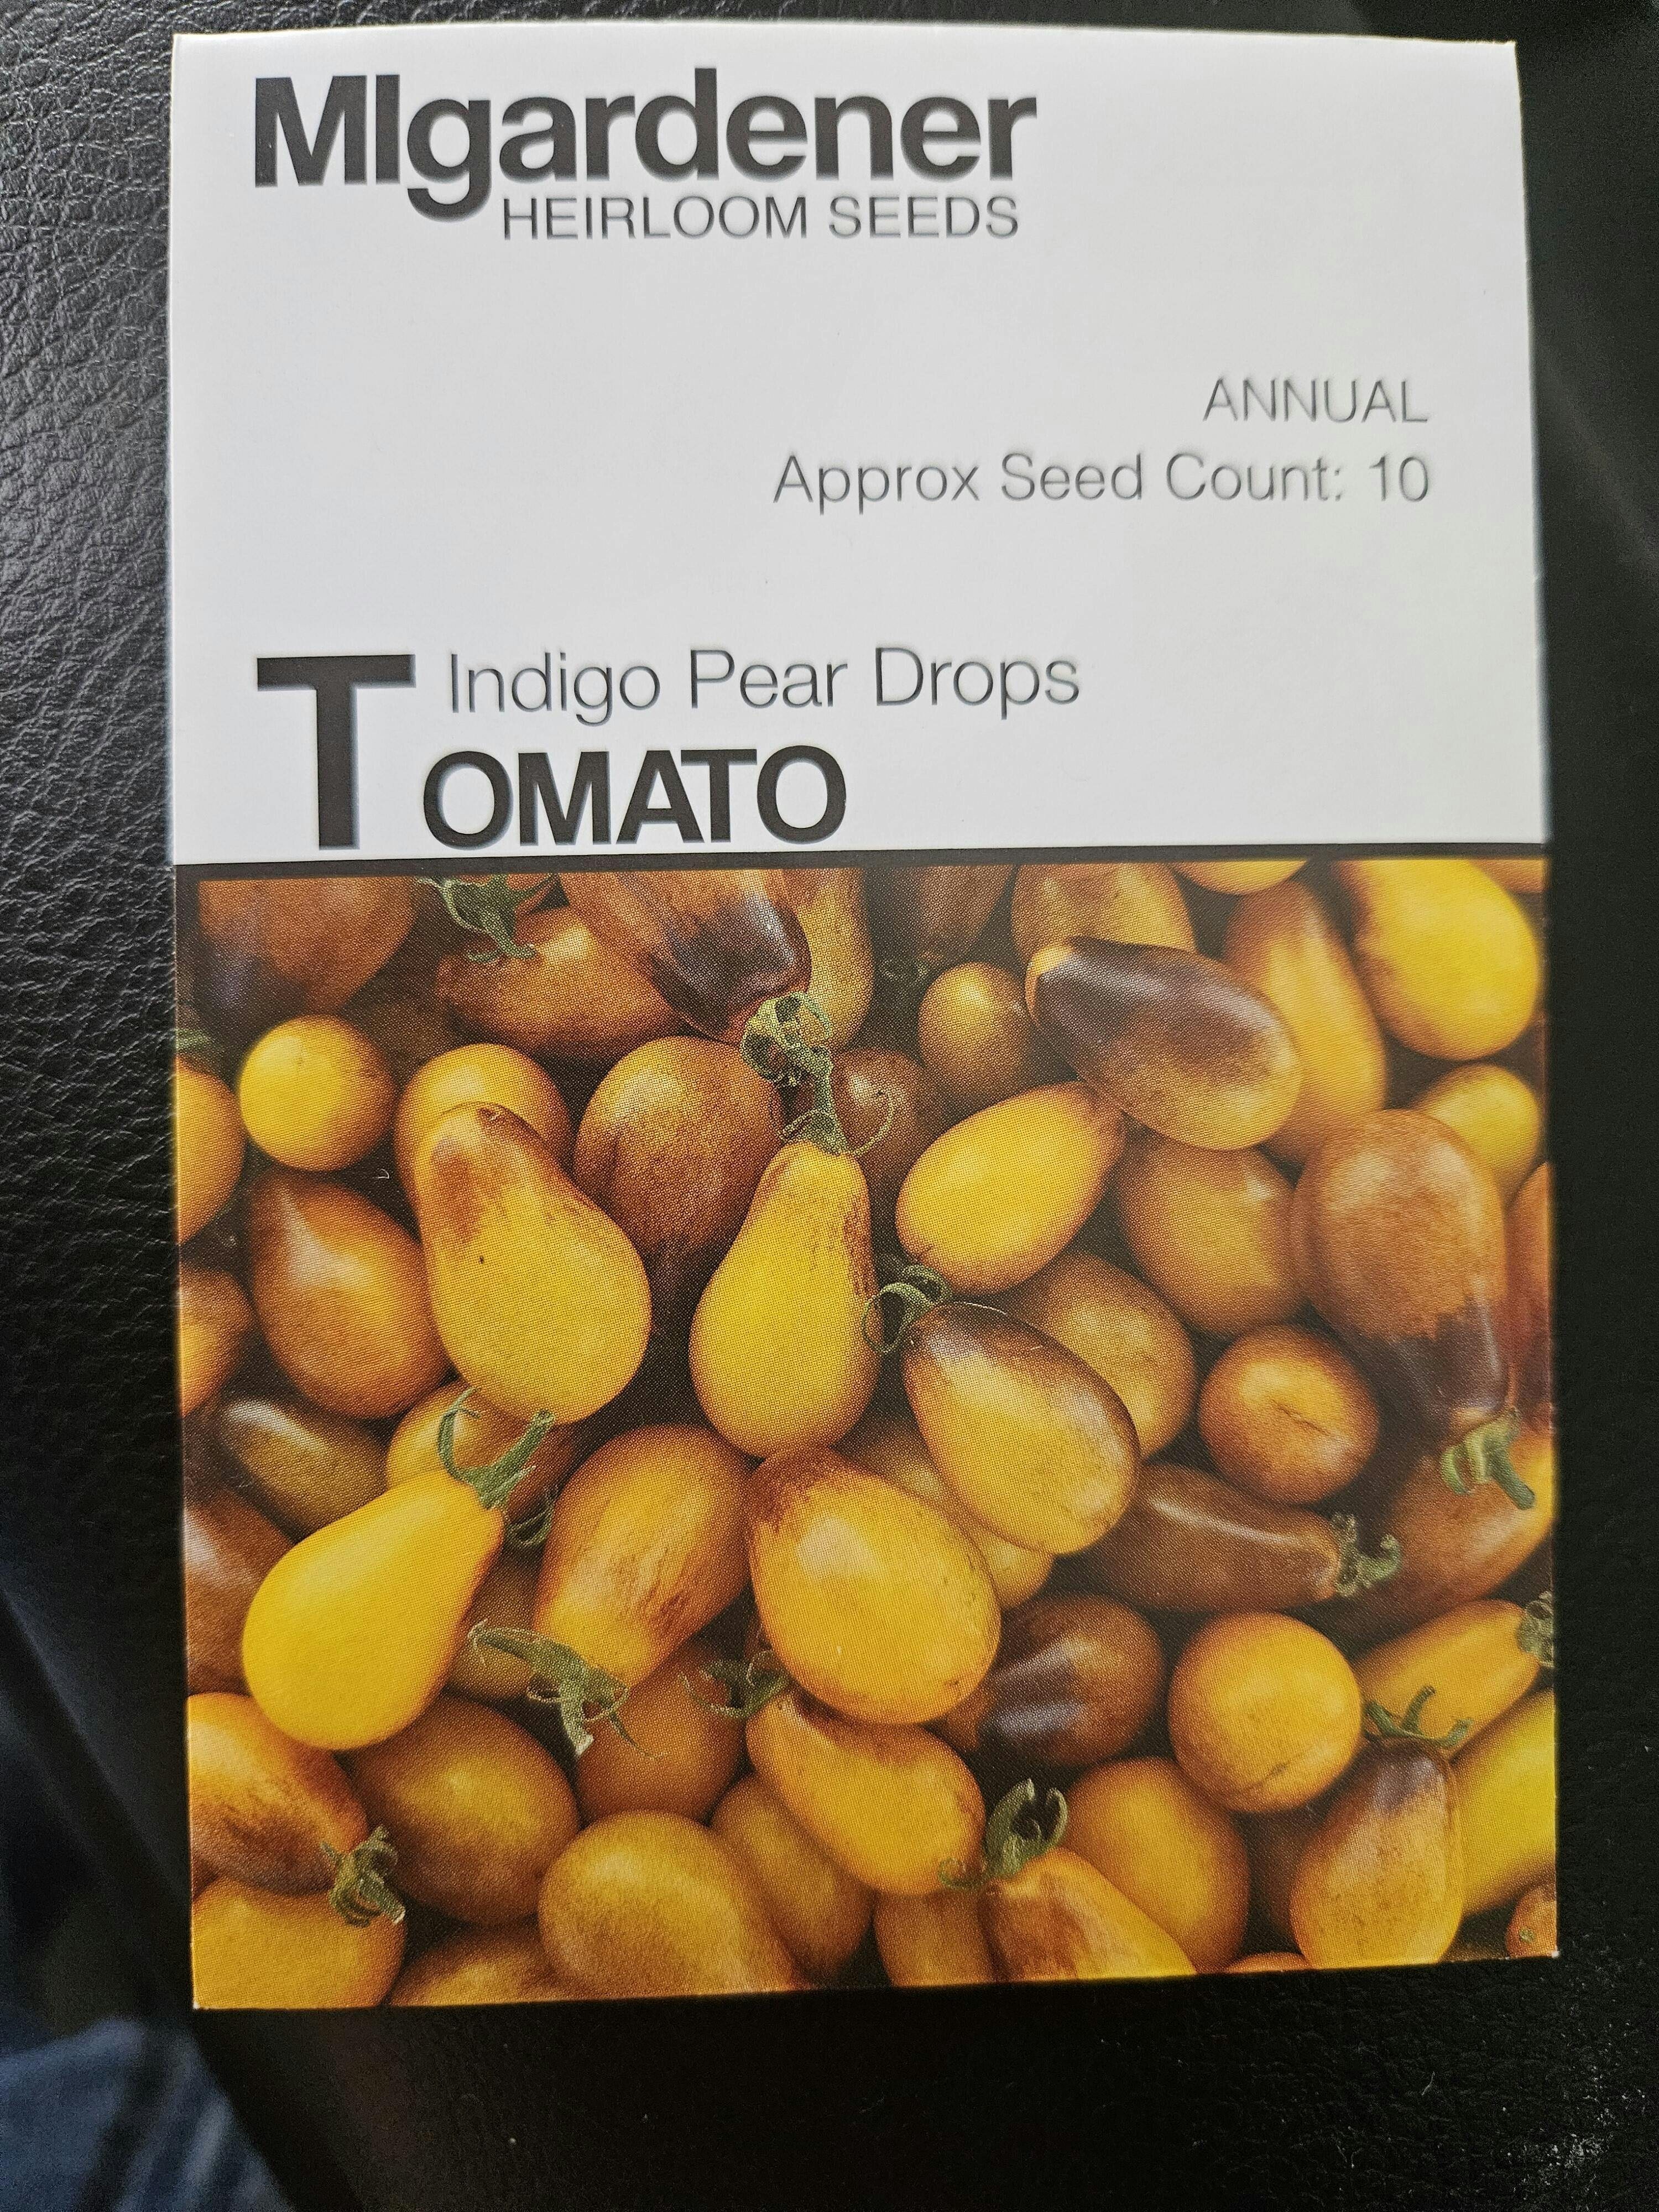 MIgardener
HEIRLOOM SEEDS
ANNUAL
Approx Seed Count: 10
Indigo Pear Drops
TOMATO